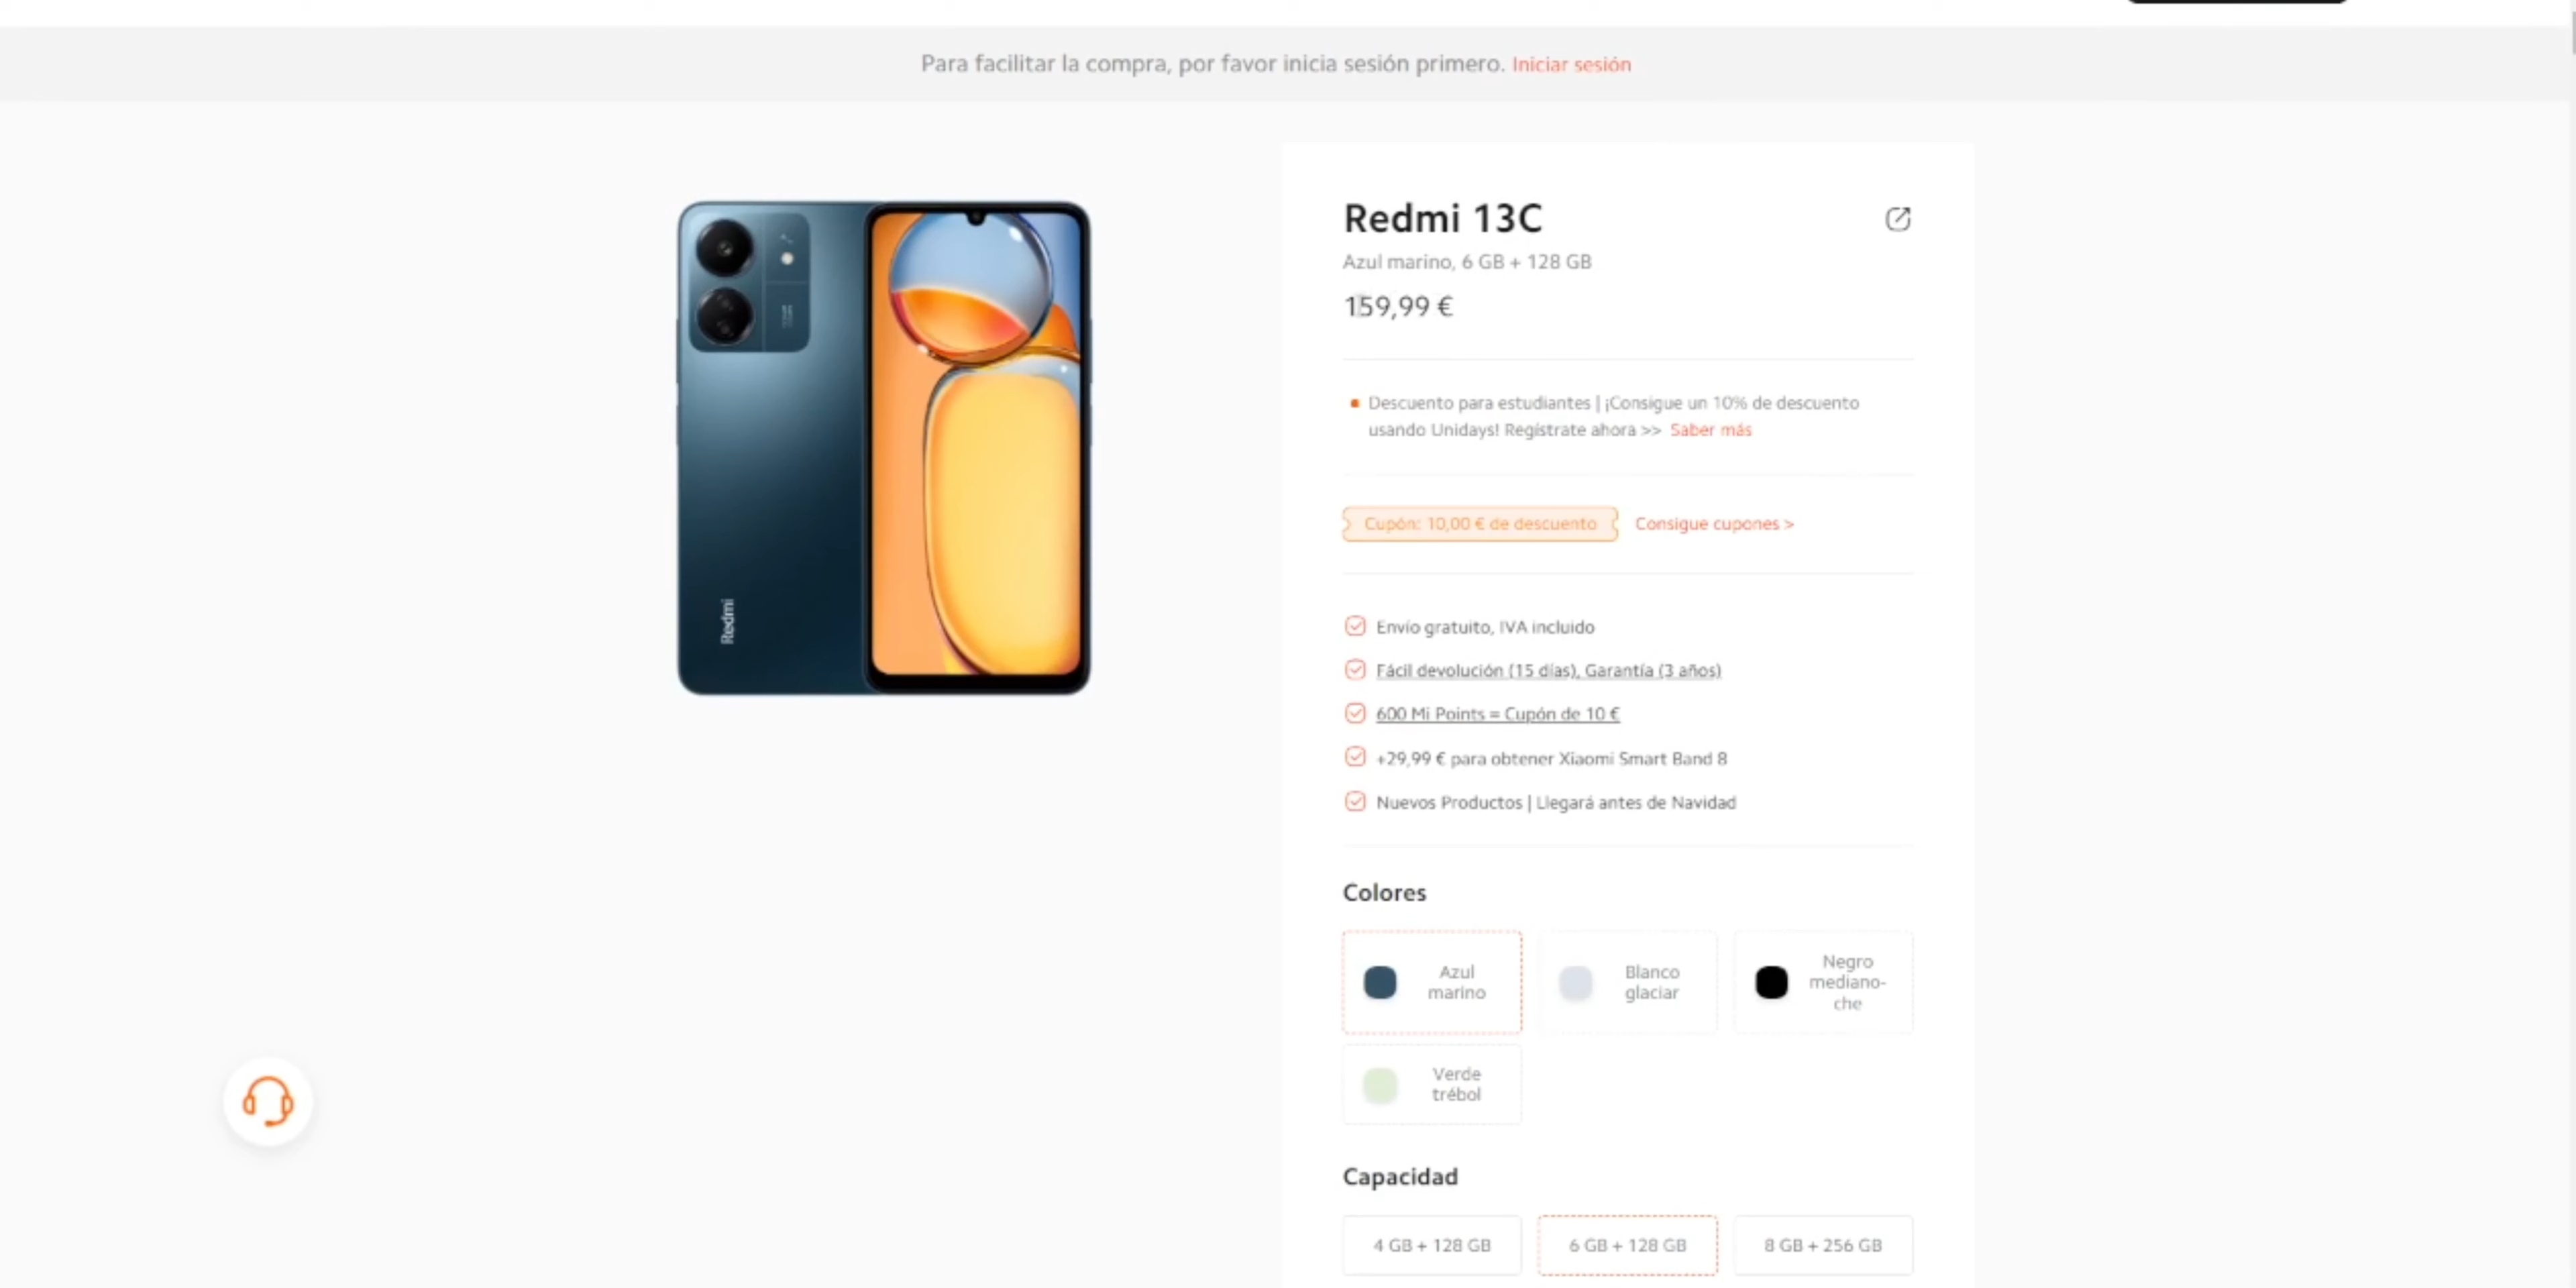 Para facilitar la compra, por favor inicia sesión primero. Iniciar sesión
Redmi 13C
Azul marino, 6 GB + 128 GB
159,99 €
Descuento para estudiantes | ¡Consigue un 10% de descuento
usando Unidays! Regístrate ahora >> Saber más
Cupón: 10,00 € de descuento Consigue cupones >
Envío gratuito, IVA incluido
Fácil devolución (15 días), Garantía (3 años)
600 Mi Points = Cupón de 10 €
+29,99 € para obtener Xiaomi Smart Band 8
Nuevos Productos | Llegará antes de Navidad
Redmi
Colores
Azul
marino
Blanco
glaciar
Negro
mediano-
che
Verde
trébol
Capacidad
4 GB + 128 GB 6 GB + 128 GB 8 GB + 256 GB